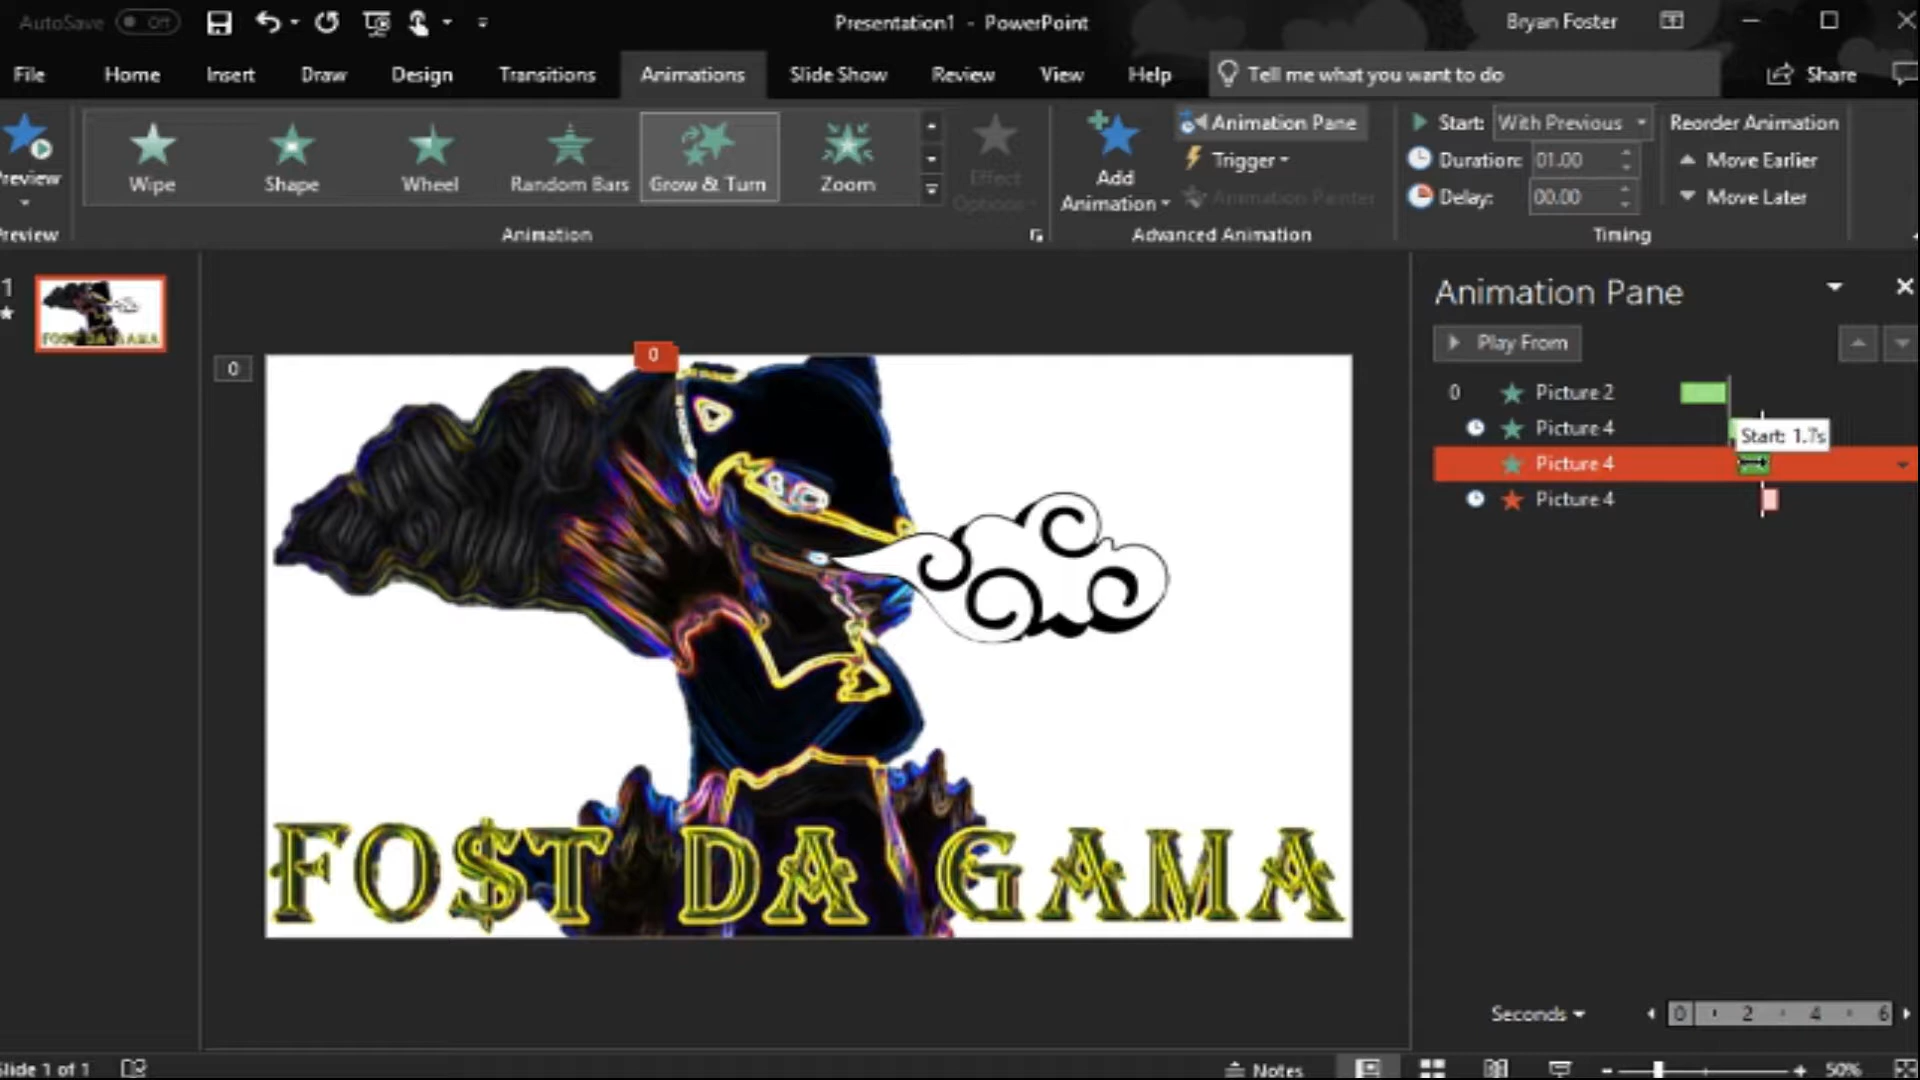 AutoSave Off
Presentation1 - PowerPoint
Bryan Foster
File Home Insert Draw Design Transitions Animations Slide Show Review View Help Tell me what you want to do Share
Preview
Wipe Shape Wheel Random Bars Grow & Turn Zoom
Effect
Options
Add
Animation
Animation Pane
Trigger
Animation Painter
Start: With Previous
Duration: 01.00
Delay: 00.00
Reorder Animation
Move Earlier
Move Later
Preview
Animation
Advanced Animation
Timing
1
0
0
FO$T DA GAMA
FO$T DA GAMA
Animation Pane
Play From
0 Picture 2
Picture 4
Start: 1.7s
Picture 4
Picture 4
Seconds 0 2 4 6
Slide 1 of 1
Notes
50%